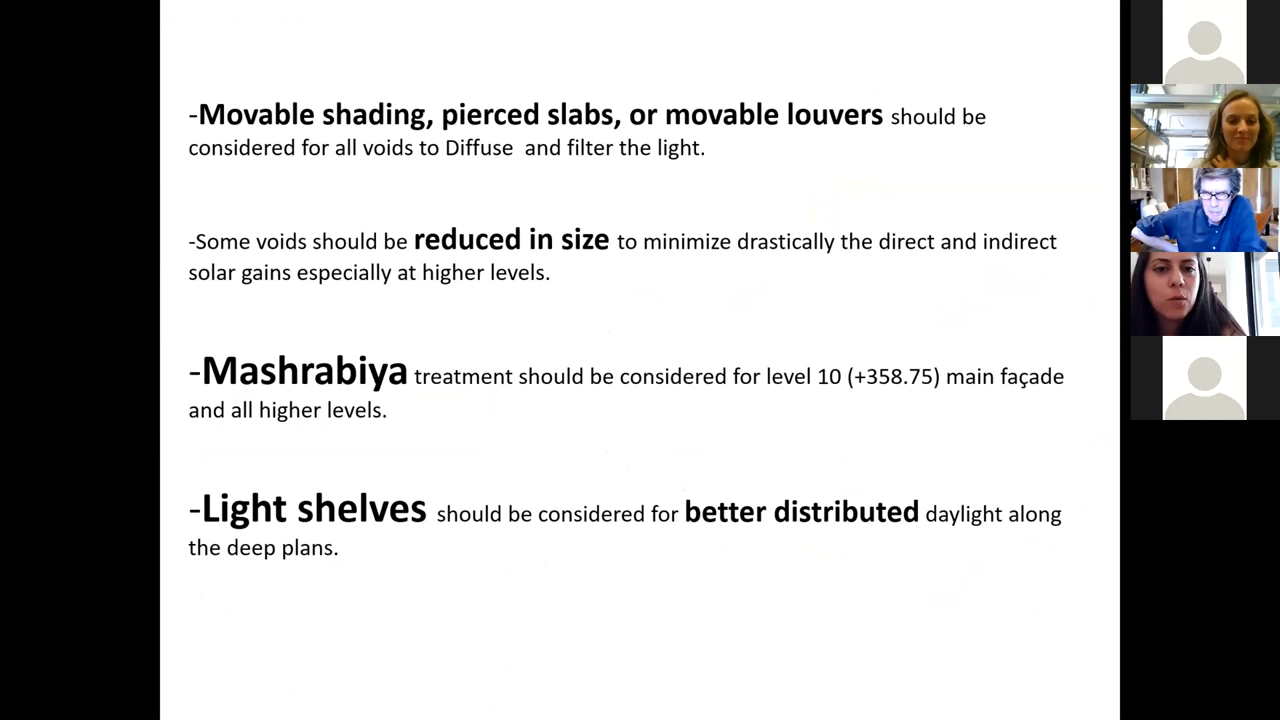 -Movable shading, pierced slabs, or movable louvers should be
considered for all voids to Diffuse  and filter the light.
-Some voids should be reduced in size to minimize drastically the direct and indirect
solar gains especially at higher levels.
-Mashrabiya treatment should be considered for level 10 (+358.75) main façade
and all higher levels.
-Light shelves should be considered for better distributed daylight along
the deep plans.